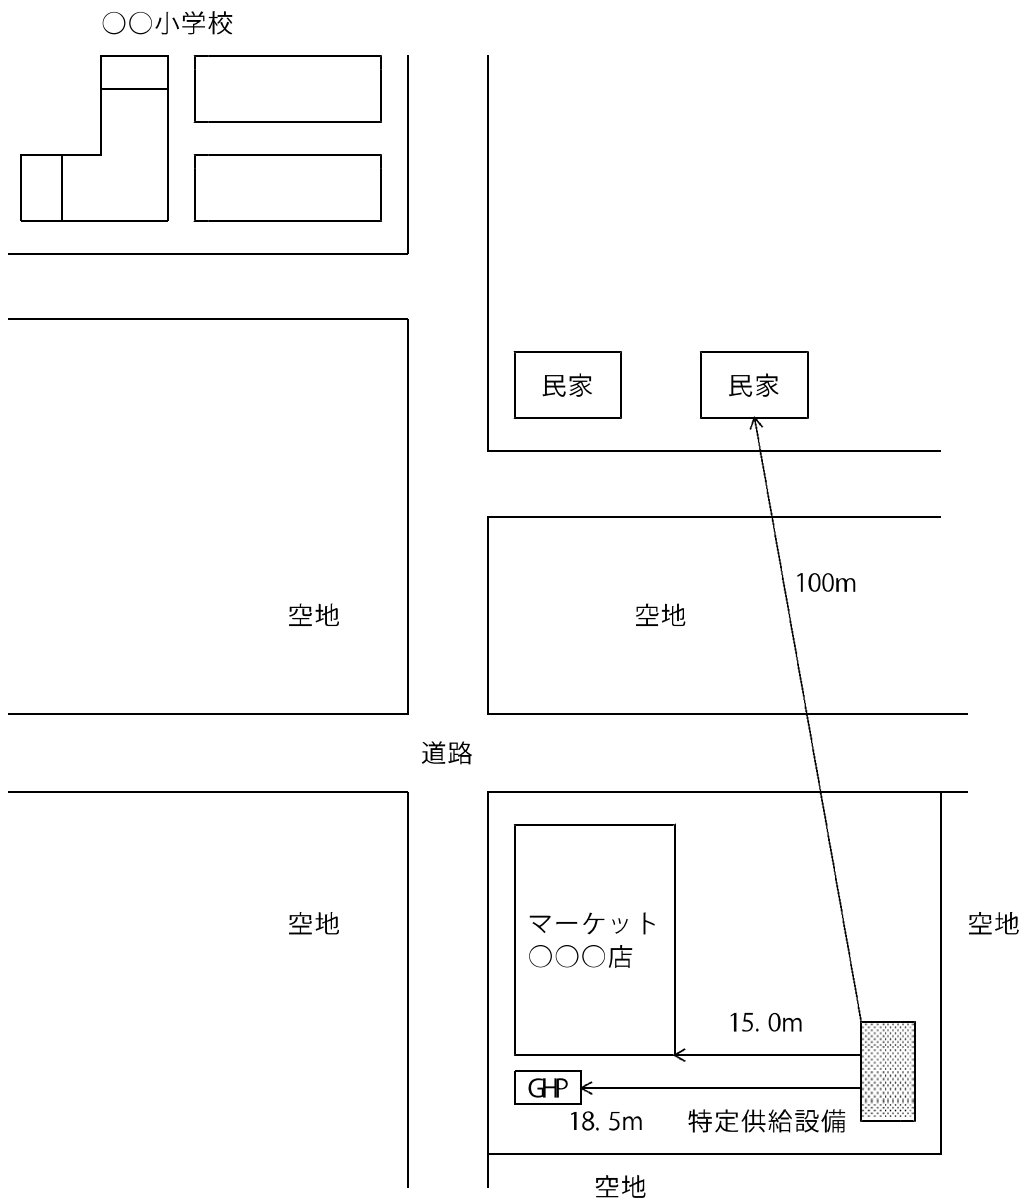 ○○小学校
民家
民家
100m
空地
空地
道路
マーケット
○○○店
空地
空地
15.0m
GHP
18.5m
特定供給設備
空地